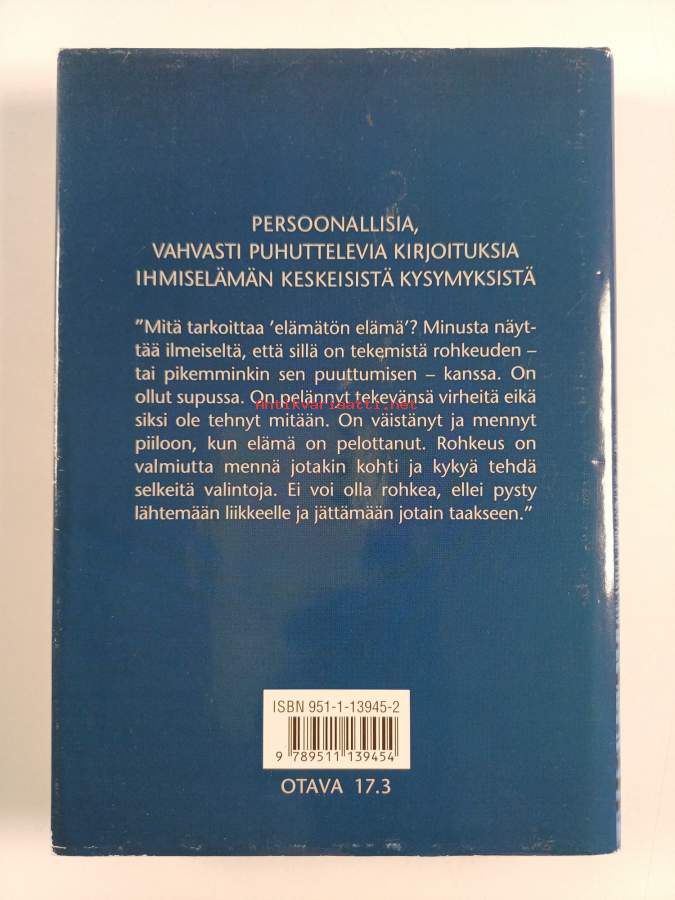 PERSOONALLISIA,
VAHVASTI PUHUTTELEVIA KIRJOITUKSIA
IHMISELÄMÄN KESKEISISTÄ KYSYMYKSISTÄ
”Mitä tarkoittaa ’elämätön elämä’? Minusta näyt-
tää ilmeiseltä, että sillä on tekemistä rohkeuden –
tai pikemminkin sen puuttumisen – kanssa. On
ollut supussa. On pelännyt tekevänsä virheitä eikä
Antikvariaatti.net
siksi ole tehnyt mitään. On väistänyt ja mennyt
piiloon, kun elämä on pelottanut. Rohkeus on
valmiutta mennä jotakin kohti ja kykyä tehdä
selkeitä valintoja. Ei voi olla rohkea, ellei pysty
lähtemään liikkeelle ja jättämään jotain taakseen.”
ISBN 951-1-13945-2
9 789511 139454
OTAVA 17.3